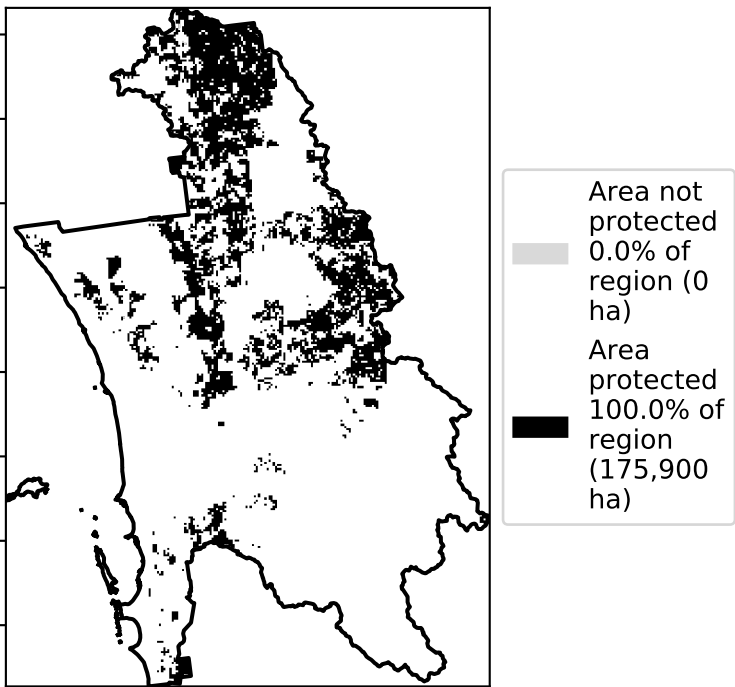 Area not
protected
0.0% of
region (0
ha)
Area
protected
100.0% of
region
(175,900
ha)